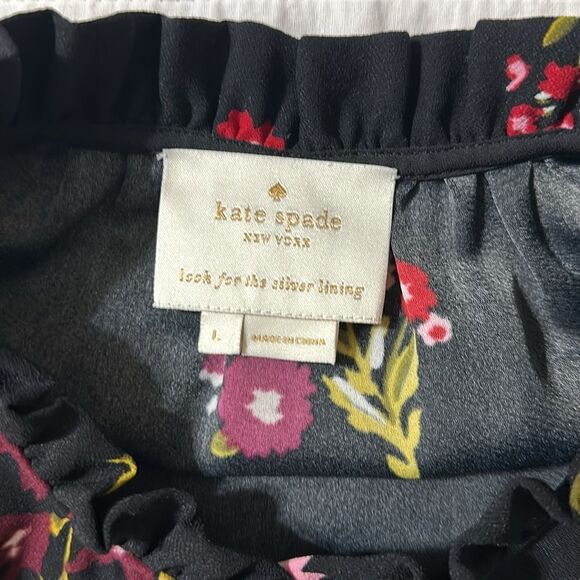 kate spade
NEW YORK
look for the silver lining
L
MADE IN CHINA